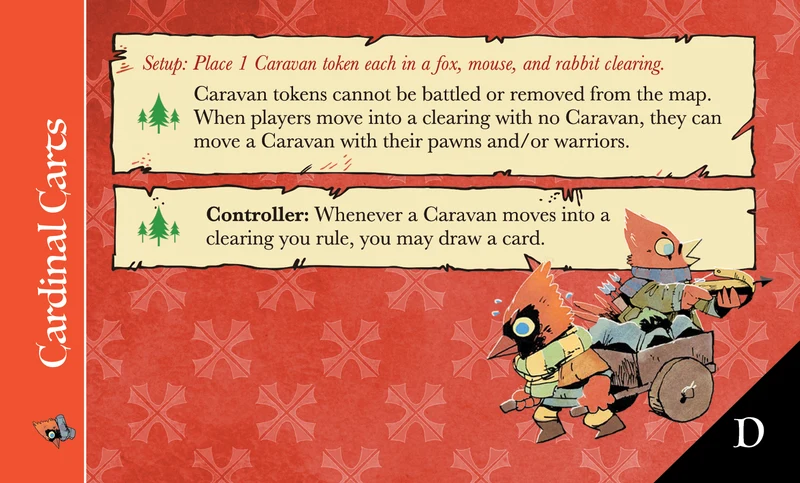 Cardinal Carts
Setup: Place 1 Caravan token each in a fox, mouse, and rabbit clearing.
Caravan tokens cannot be battled or removed from the map.
When players move into a clearing with no Caravan, they can
move a Caravan with their pawns and/or warriors.
Controller: Whenever a Caravan moves into a
clearing you rule, you may draw a card.
D